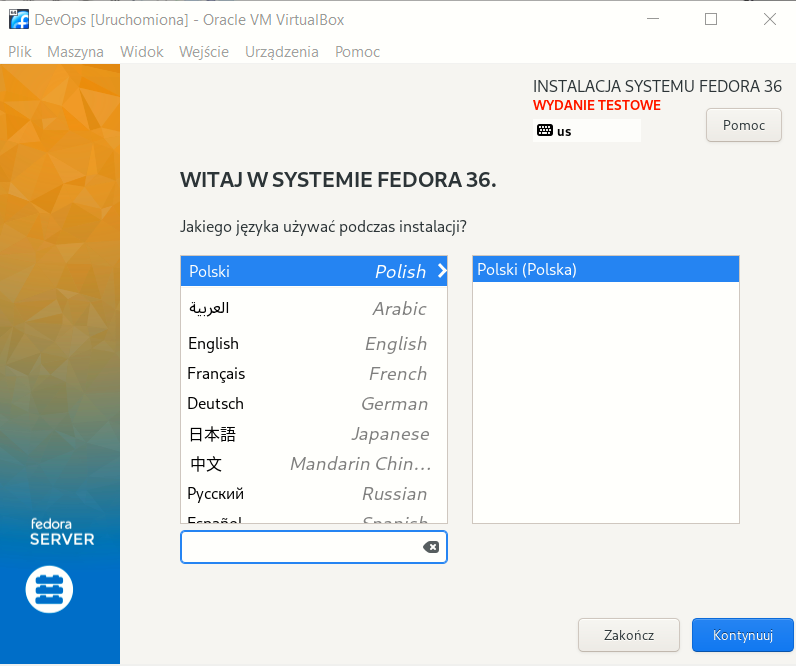 DevOps [Uruchomiona] - Oracle VM VirtualBox
Plik Maszyna Widok Wejście Urządzenia Pomoc
INSTALACJA SYSTEMU FEDORA 36
WYDANIE TESTOWE
us
Pomoc
WITAJ W SYSTEMIE FEDORA 36.
Jakiego języka używać podczas instalacji?
Polski Polish
Polski (Polska)
العربية Arabic
English English
Français French
Deutsch German
日本語 Japanese
中文 Mandarin Chin...
Русский Russian
Español Spanish
fedora
SERVER
Zakończ Kontynuuj